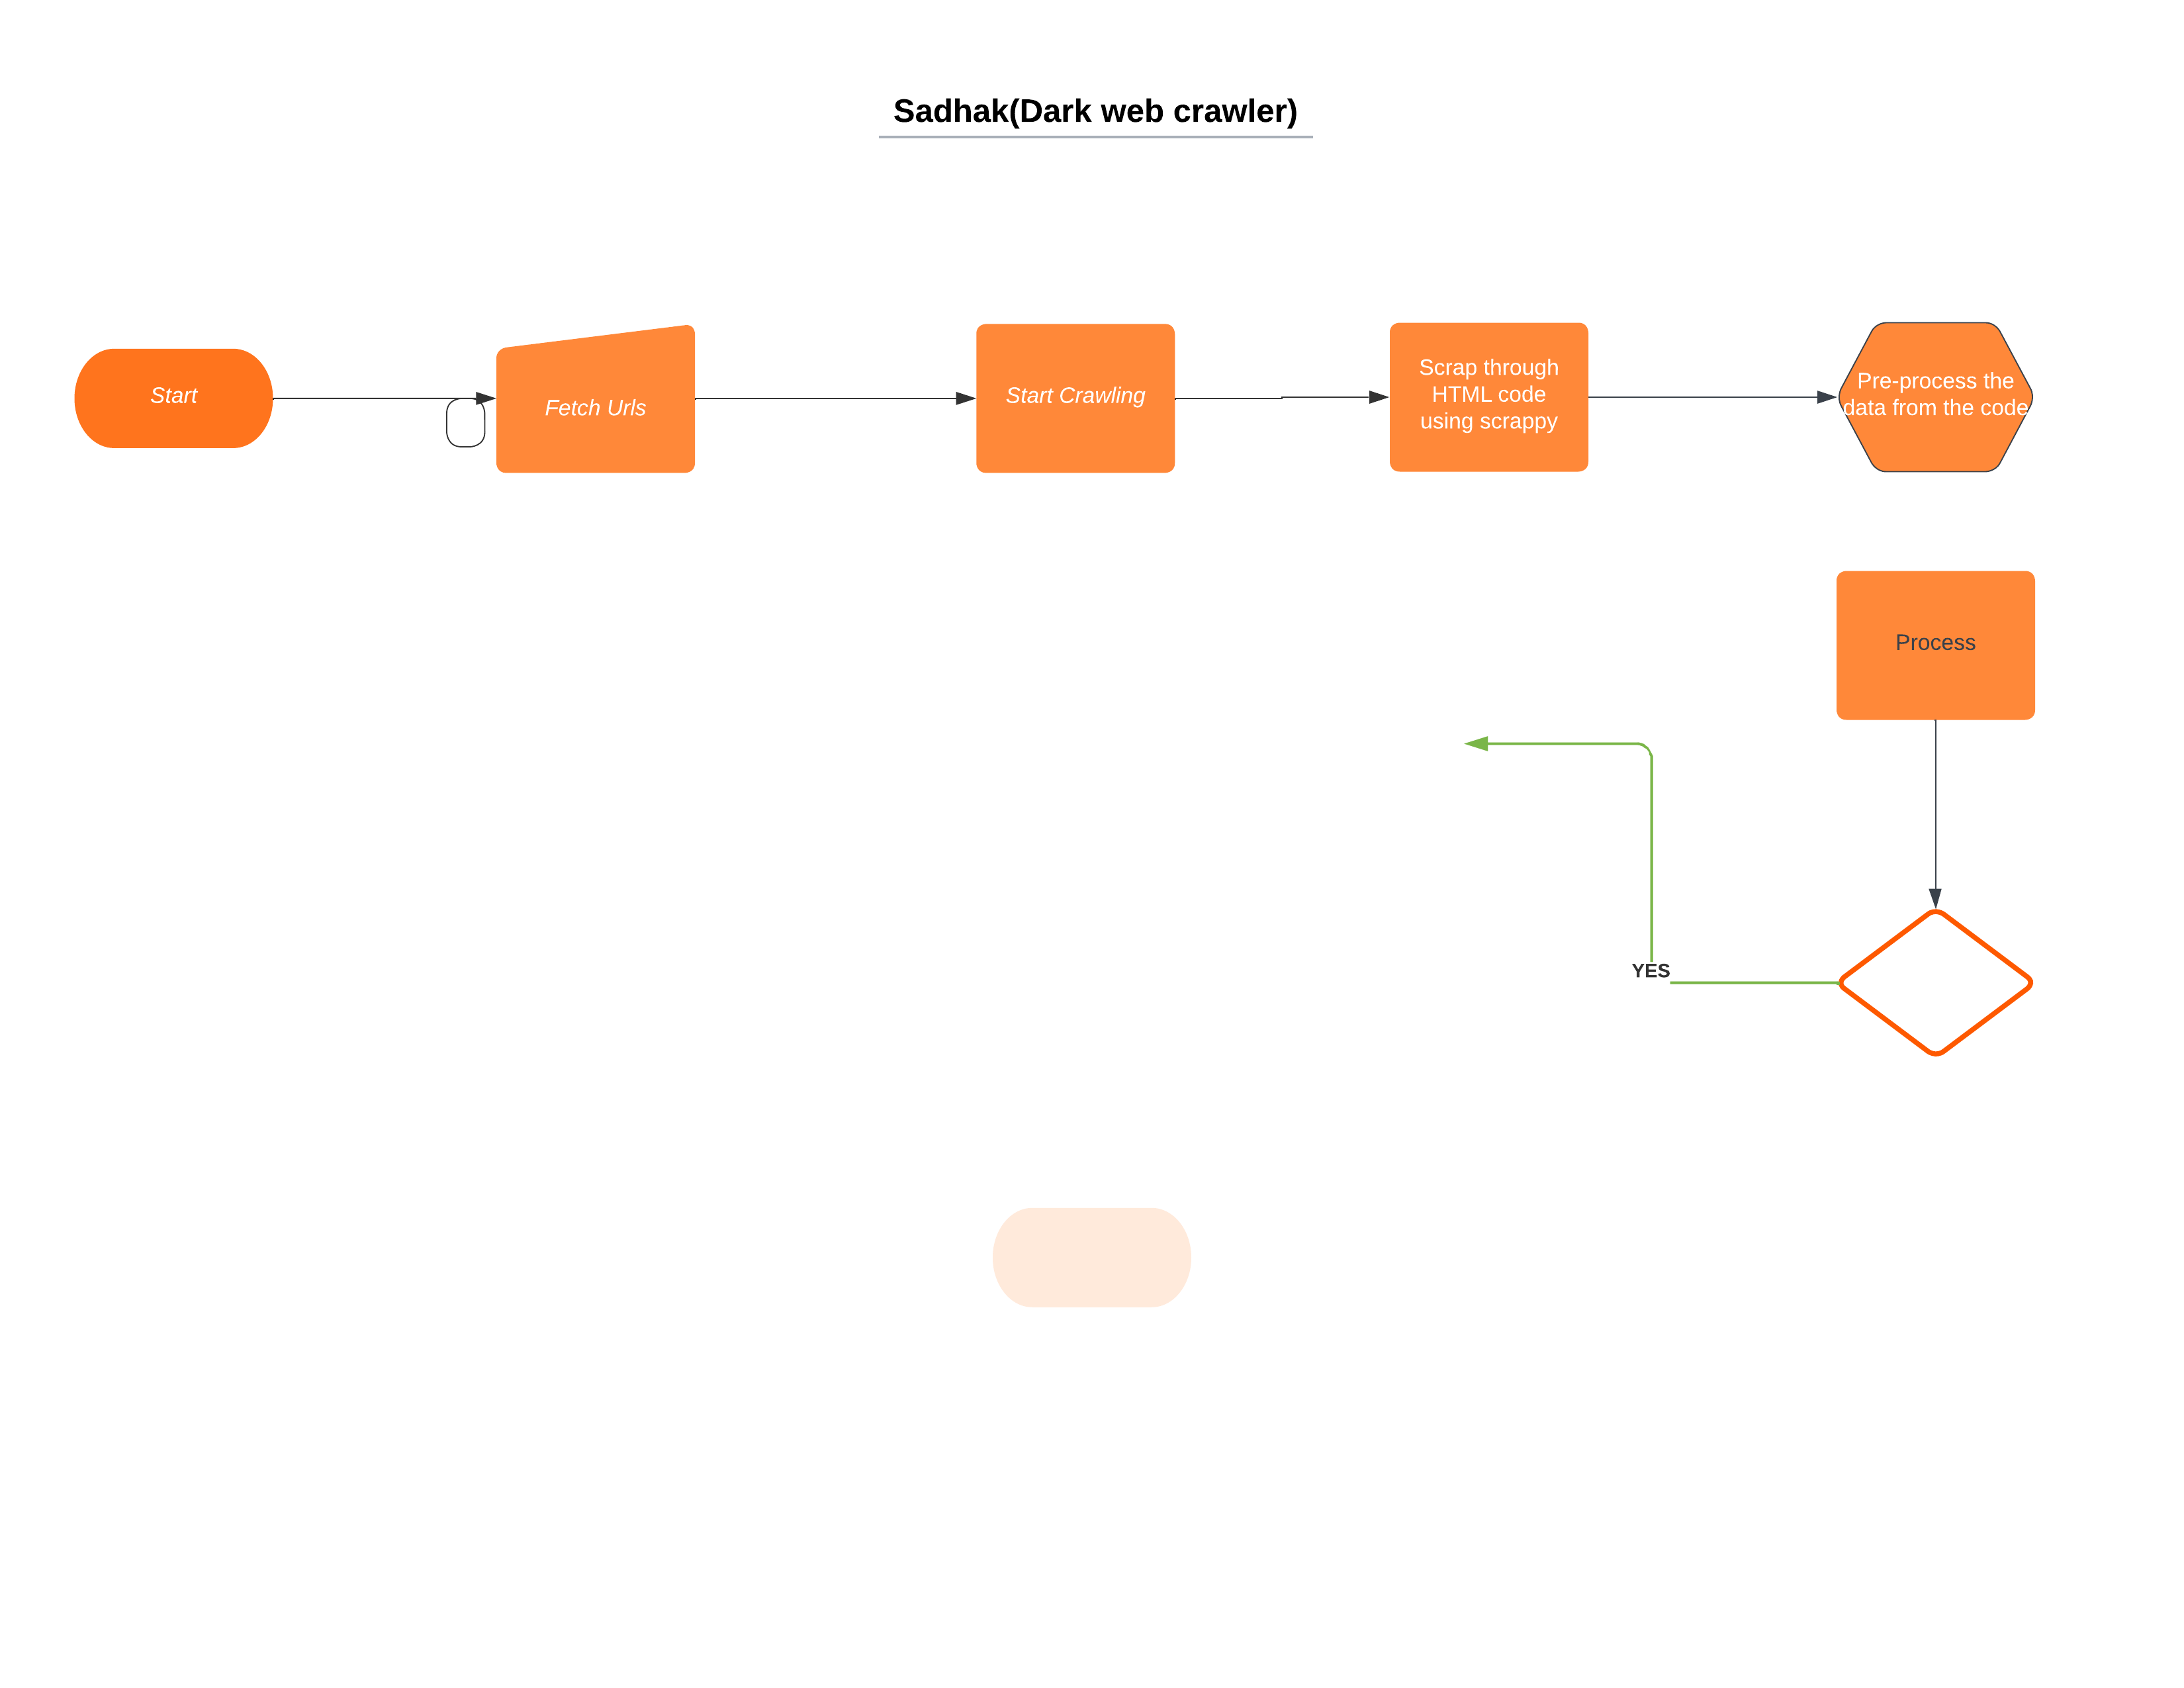 Sadhak(Dark web crawler)
Start
Fetch Urls
Start Crawling
Scrap through
HTML code
using scrappy
Pre-process the
data from the code
Process
YES